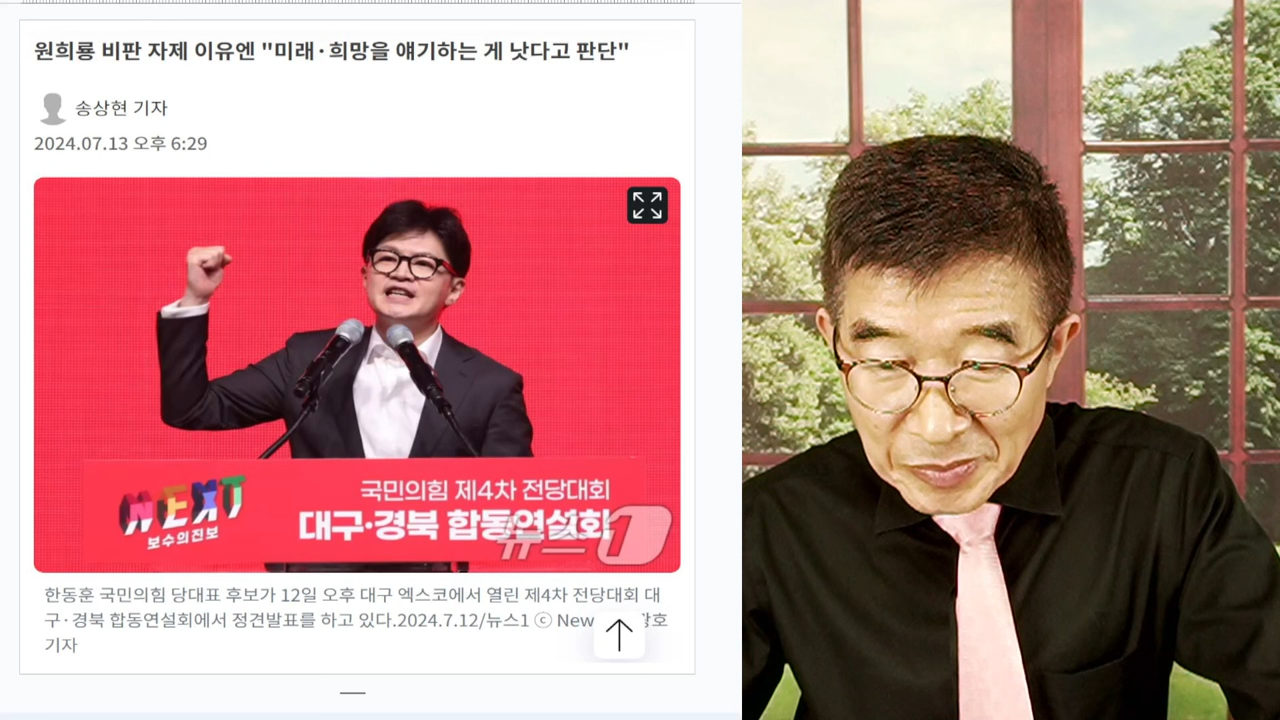 원희룡 비판 자제 이유엔 "미래·희망을 얘기하는 게 낫다고 판단"
송상현 기자
2024.07.13 오후 6:29
NEXT
보수의진보
국민의힘 제4차 전당대회
대구·경북 합동연설회
뉴스1
한동훈 국민의힘 당대표 후보가 12일 오후 대구 엑스코에서 열린 제4차 전당대회 대
구·경북 합동연설회에서 정견발표를 하고 있다.2024.7.12/뉴스1 ⓒ New
기자